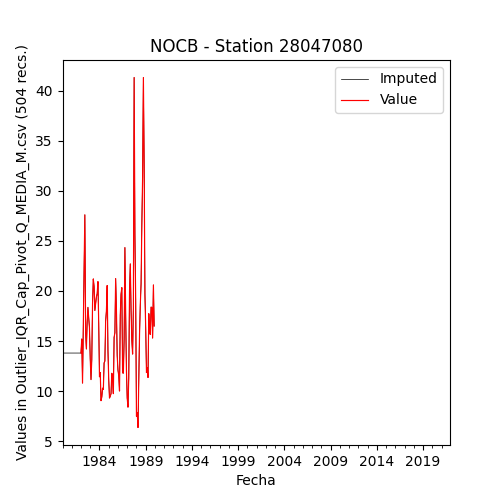 NOCB - Station 28047080
Imputed
Value
Values in Outlier_IQR_Cap_Pivot_Q_MEDIA_M.csv (504 recs.)
40
35
30
25
20
15
10
5
1984 1989 1994 1999 2004 2009 2014 2019
Fecha